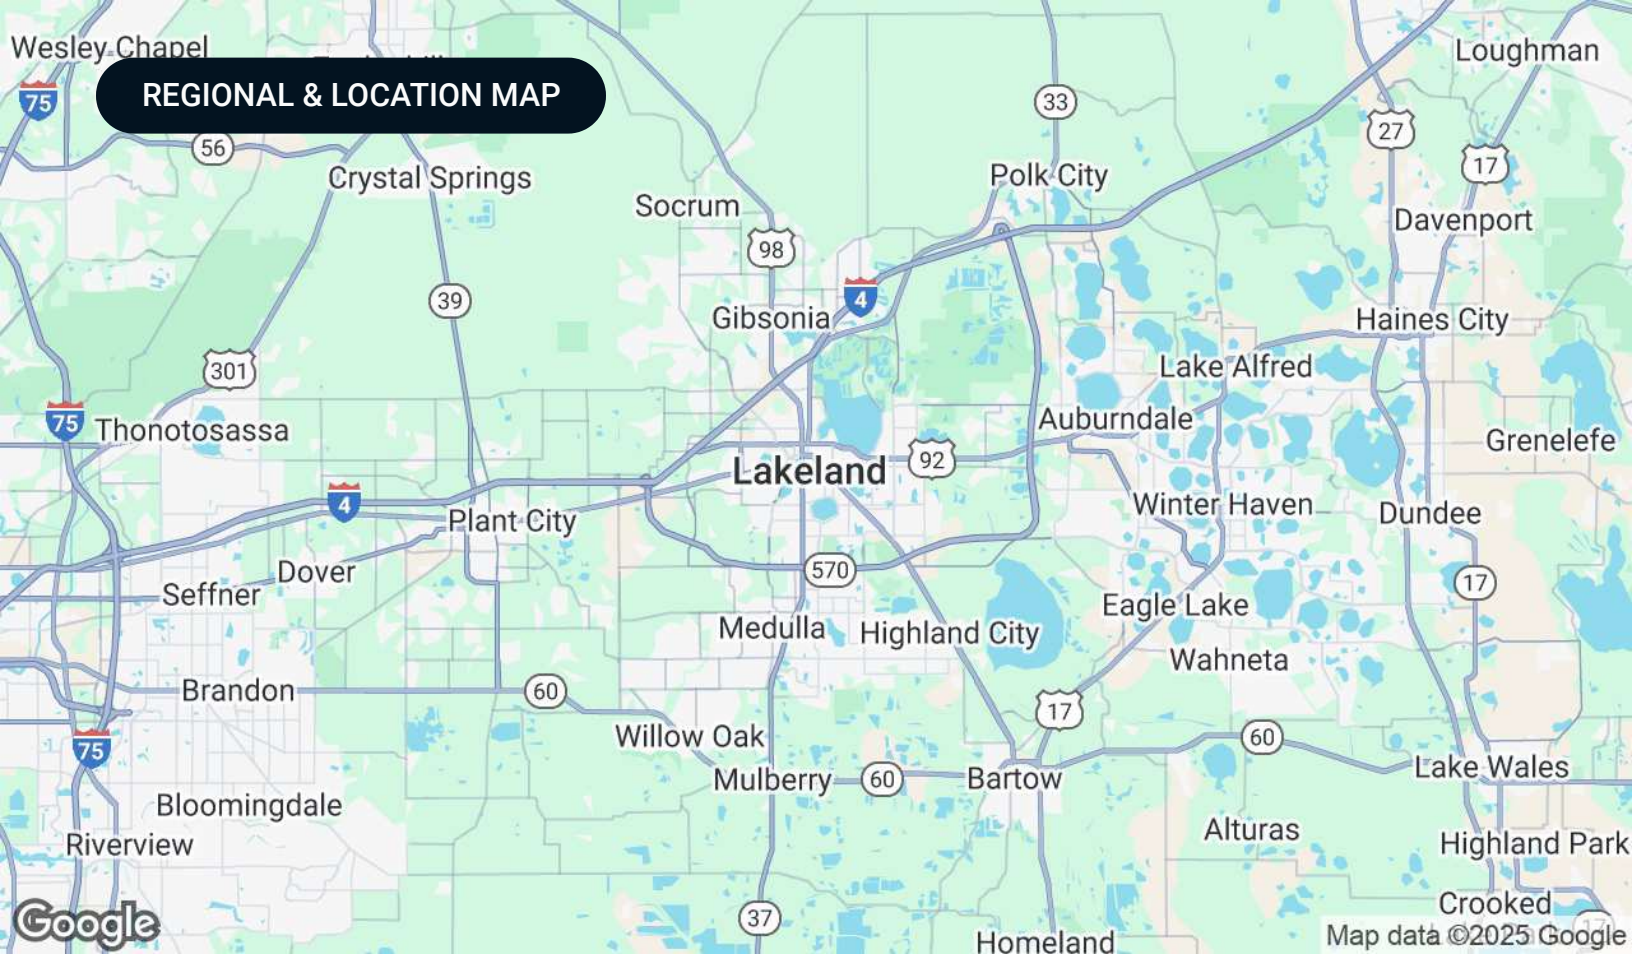 Wesley Chapel
Loughman
75
REGIONAL & LOCATION MAP
33
27
56
17
Crystal Springs
Polk City
Socrum
Davenport
98
39
4
Gibsonia
Haines City
301
Lake Alfred
75
Thonotosassa
Auburndale
Grenelefe
92
Lakeland
4
Winter Haven
Dundee
Plant City
Dover
570
17
Seffner
Eagle Lake
Medulla
Highland City
Wahneta
Brandon
60
17
Willow Oak
60
75
Mulberry
60
Bartow
Lake Wales
Bloomingdale
Alturas
Riverview
Highland Park
Crooked
37
Google
Homeland
Map data ©2025 Google